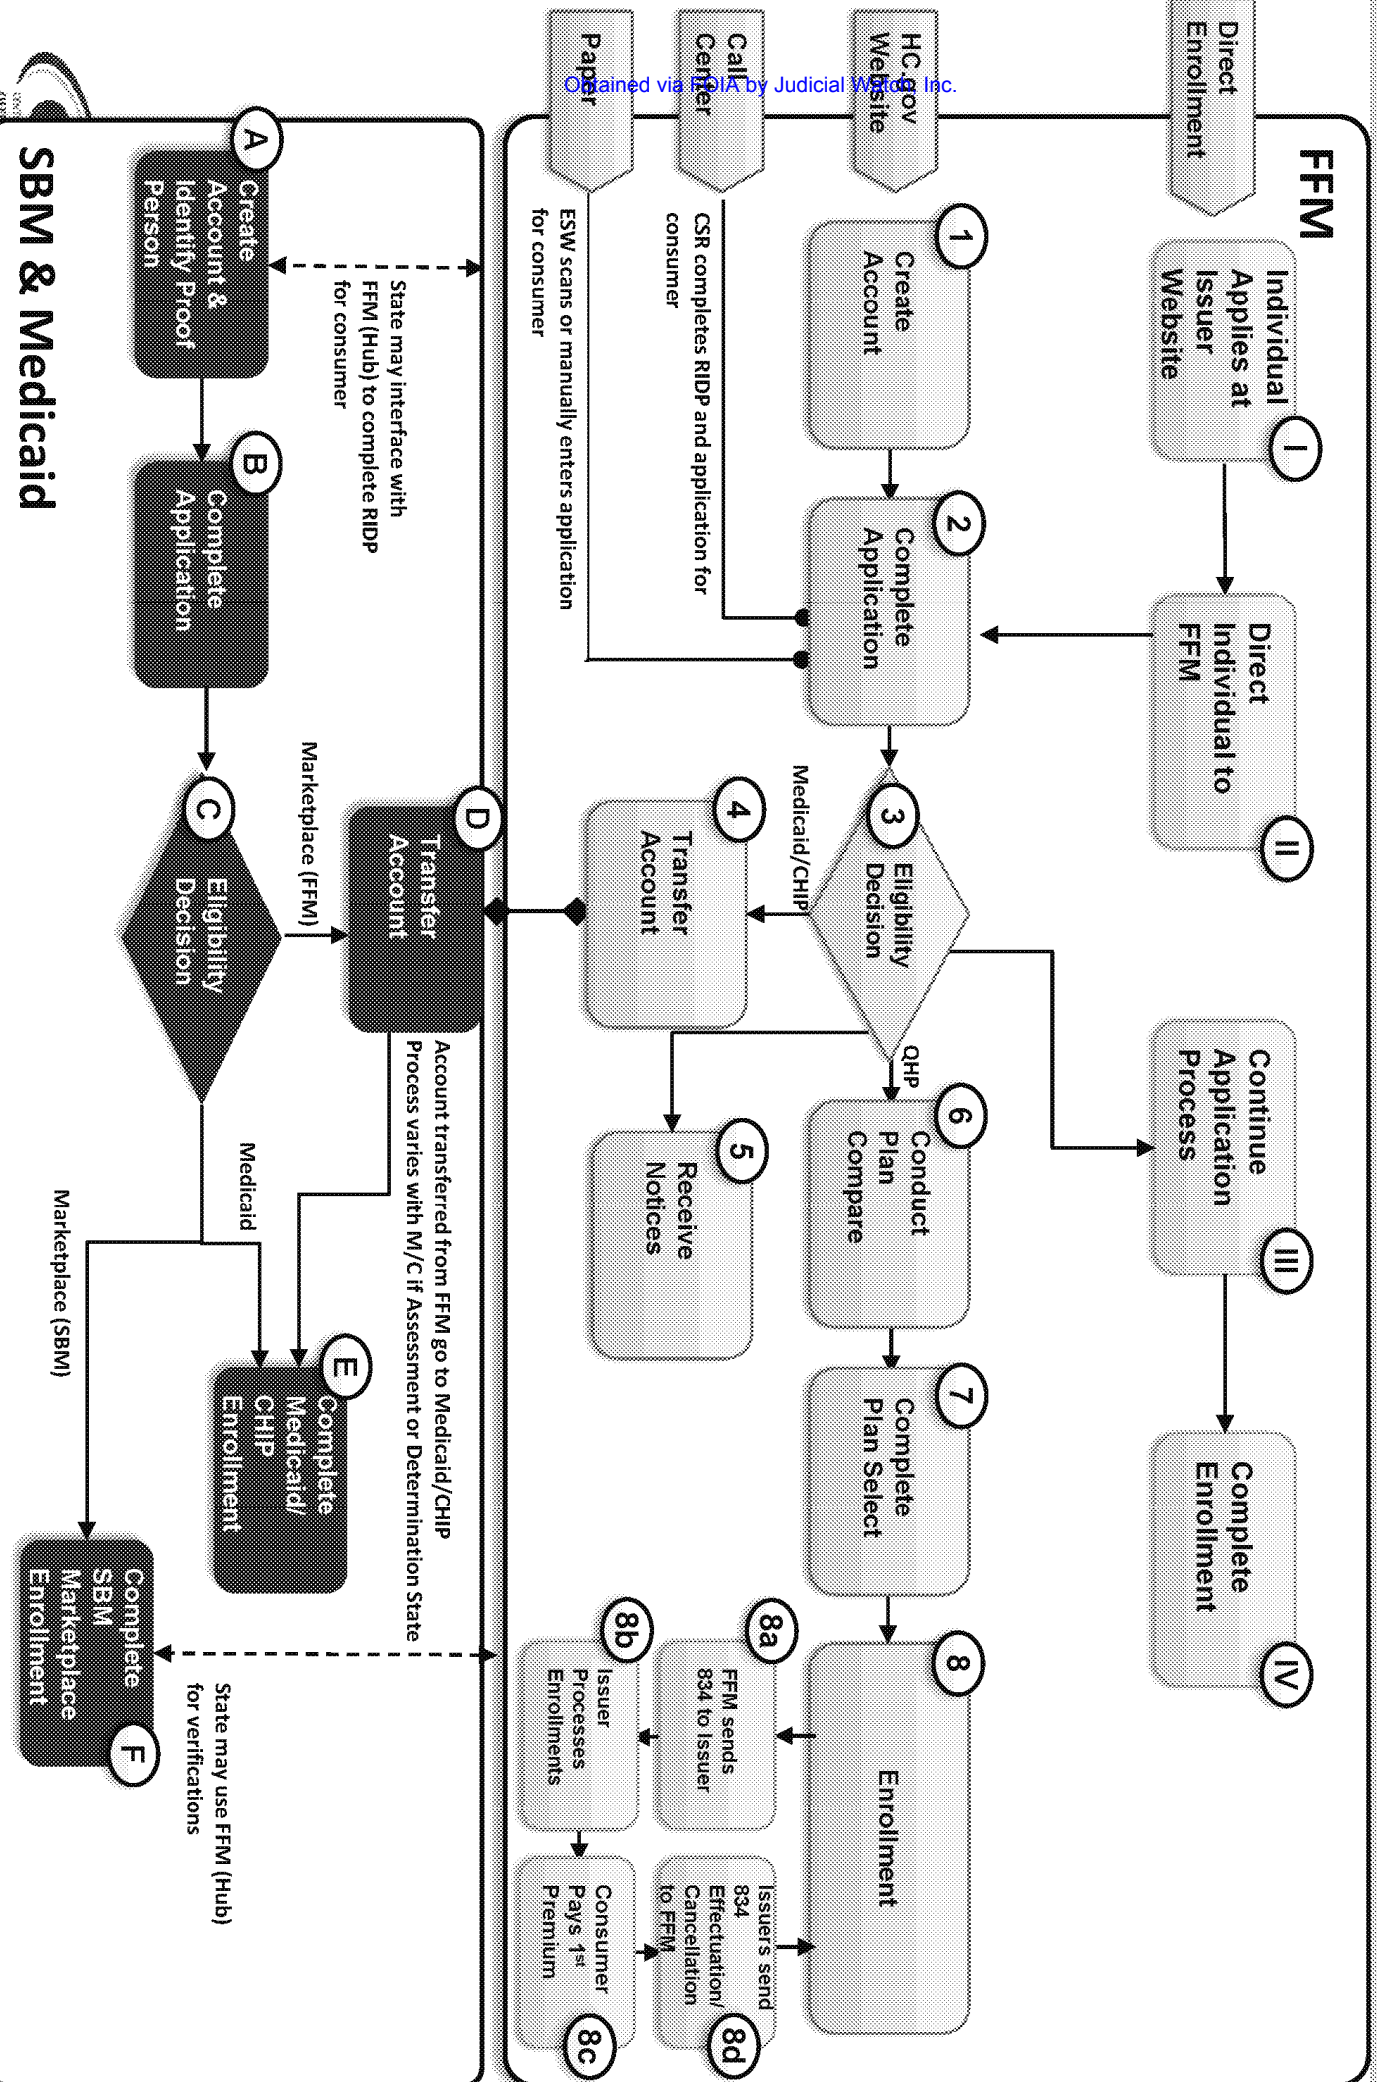 FFM
Direct
Enrollment
Individual
Applies at
Issuer
Website
I
Direct
Individual to
FFM
II
Continue
Application
Process
III
Complete
Enrollment
IV
HC.gov
Website
1
Create
Account
2
Complete
Application
3
Eligibility
Decision
QHP
6
Conduct
Plan
Compare
7
Complete
Plan Select
8
Enrollment
Call
Center
CSR completes RIDP and application for
consumer
Medicaid/CHIP
4
Transfer
Account
5
Receive
Notices
8a
FFM sends
834 to Issuer
Issuers send
834
Effectuation/
Cancellation
to FFM
8d
8b
Issuer
Processes
Enrollments
Consumer
Pays 1st
Premium
8c
Paper
ESW scans or manually enters application
for consumer
Obtained via FOIA by Judicial Watch, Inc.
State may interface with
FFM (Hub) to complete RIDP
for consumer
A
Create
Account &
Identity Proof
Person
B
Complete
Application
C
Eligibility
Decision
Marketplace (FFM)
D
Transfer
Account
Account transferred from FFM go to Medicaid/CHIP
Process varies with M/C if Assessment or Determination State
Medicaid
E
Complete
Medicaid/
CHIP
Enrollment
Marketplace (SBM)
Complete
SBM
Marketplace
Enrollment
F
State may use FFM (Hub)
for verifications
SBM & Medicaid